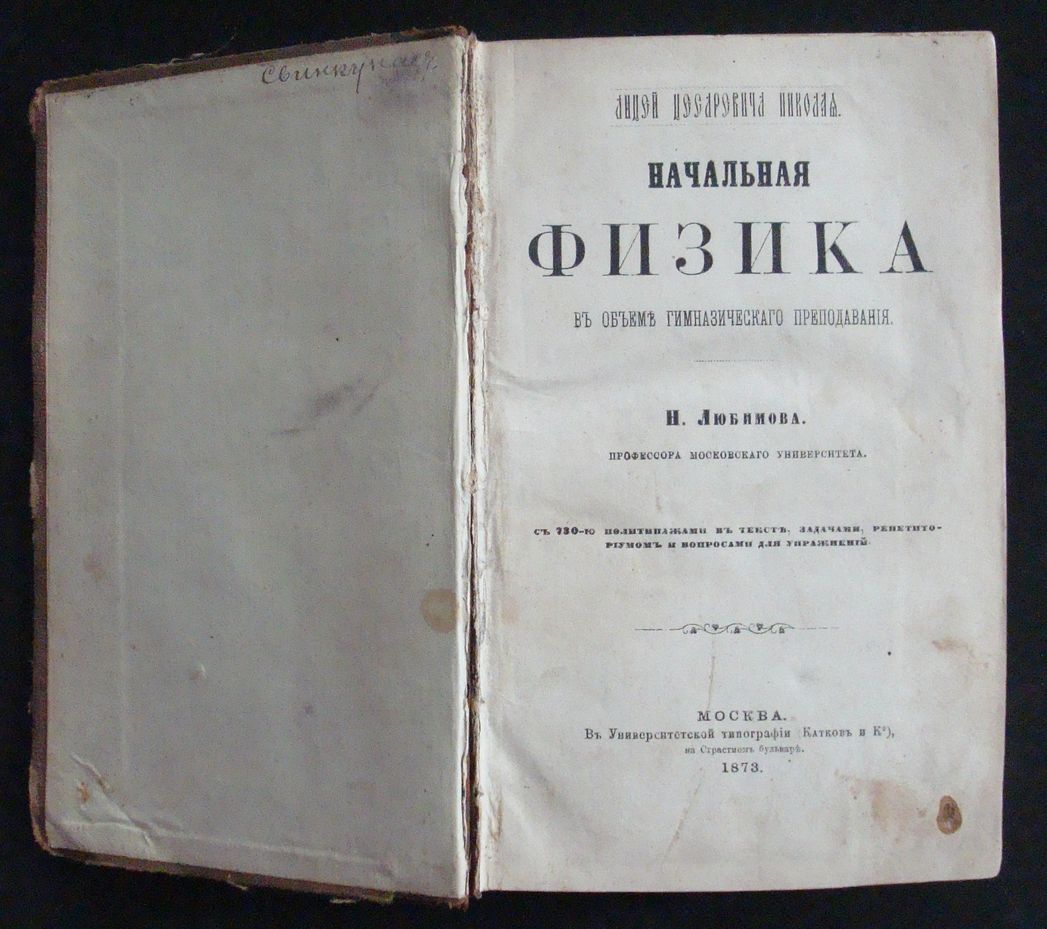 ЛИЦЕЙ ЦЕСАРЕВИЧА НИКОЛАЯ.
НАЧАЛЬНАЯ
ФИЗИКА
ВЪ ОБЪЕМѢ ГИМНАЗИЧЕСКАГО ПРЕПОДАВАНІЯ.
Н. ЛЮБИМОВА.
ПРОФЕССОРА МОСКОВСКАГО УНИВЕРСИТЕТА.
СЪ 730-Ю ПОЛИТИПАЖАМИ ВЪ ТЕКСТѢ, ЗАДАЧАМИ, РЕПЕТИТО-
РІУМОМЪ И ВОПРОСАМИ ДЛЯ УПРАЖНЕНІЙ.
МОСКВА.
Въ Университетской типографіи (Катковъ и Кº),
на Страстномъ бульварѣ.
1873.